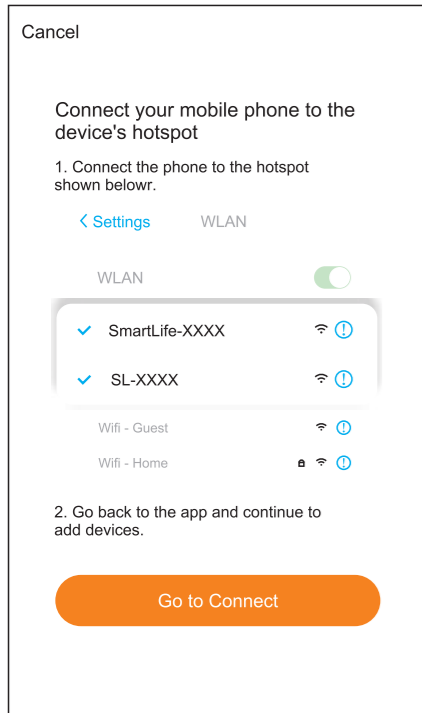 Cancel
Connect your mobile phone to the
device's hotspot
1. Connect the phone to the hotspot
shown belowr.
Settings WLAN
WLAN
SmartLife-XXXX
SL-XXXX
Wifi - Guest
Wifi - Home
2. Go back to the app and continue to
add devices.
Go to Connect